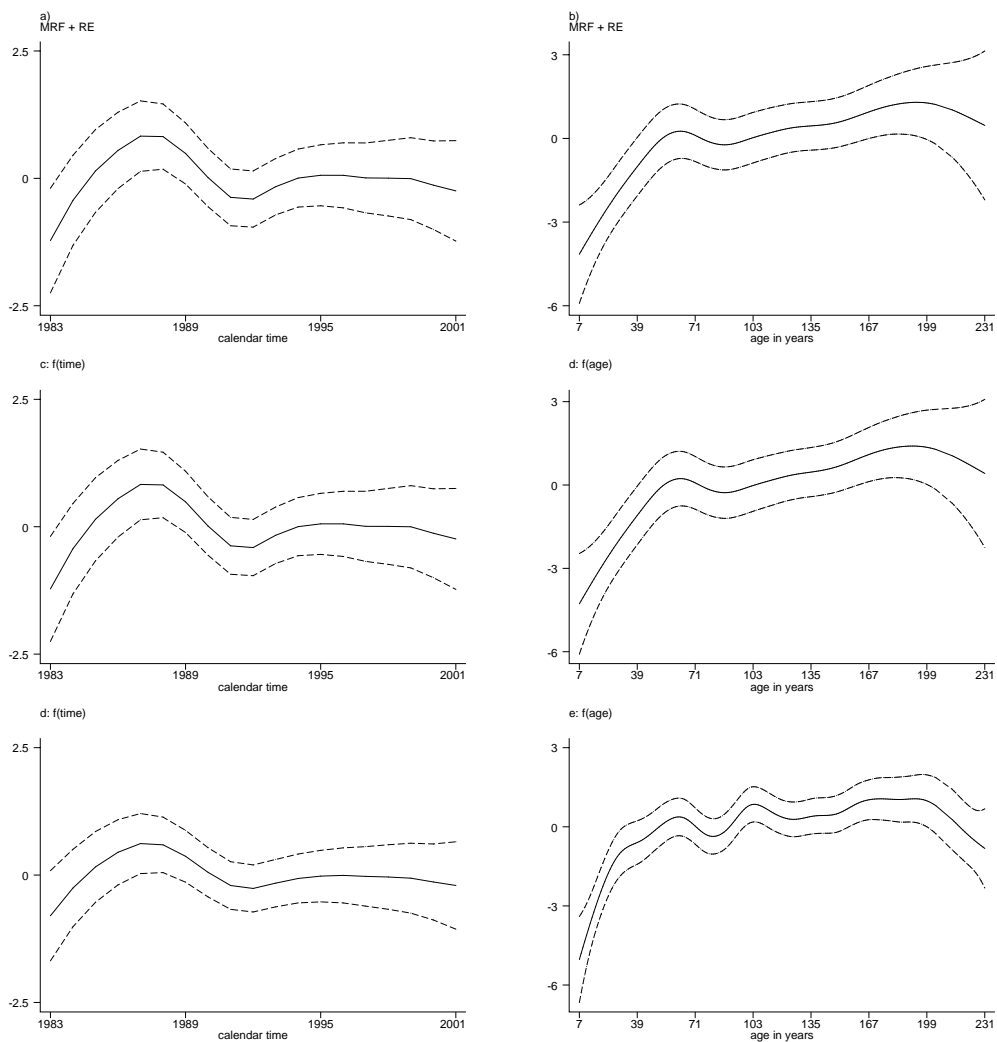 a)
MRF + RE
2.5
0
-2.5
1983 1989 1995 2001
calendar time
b)
MRF + RE
3
0
-3
-6
7 39 71 103 135 167 199 231
age in years
c: f(time)
2.5
0
-2.5
1983 1989 1995 2001
calendar time
d: f(age)
3
0
-3
-6
7 39 71 103 135 167 199 231
age in years
d: f(time)
2.5
0
-2.5
1983 1989 1995 2001
calendar time
e: f(age)
3
0
-3
-6
7 39 71 103 135 167 199 231
age in years